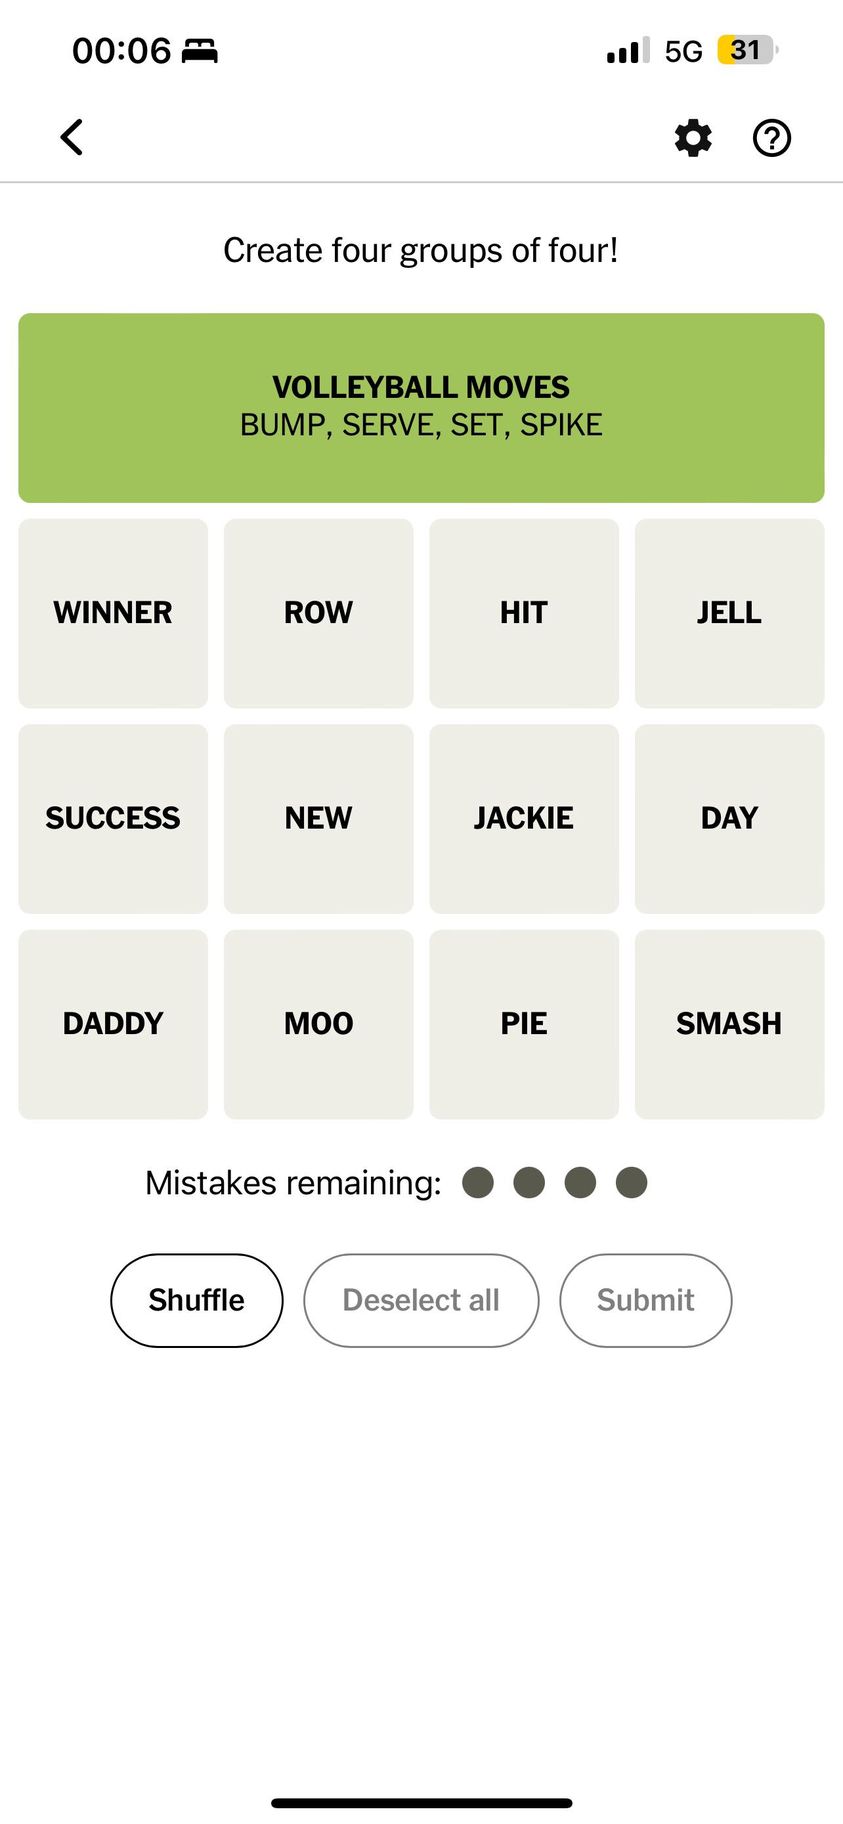 00:06
5G 31
Create four groups of four!
VOLLEYBALL MOVES
BUMP, SERVE, SET, SPIKE
WINNER ROW HIT JELL
SUCCESS NEW JACKIE DAY
DADDY MOO PIE SMASH
Mistakes remaining:
Shuffle Deselect all Submit